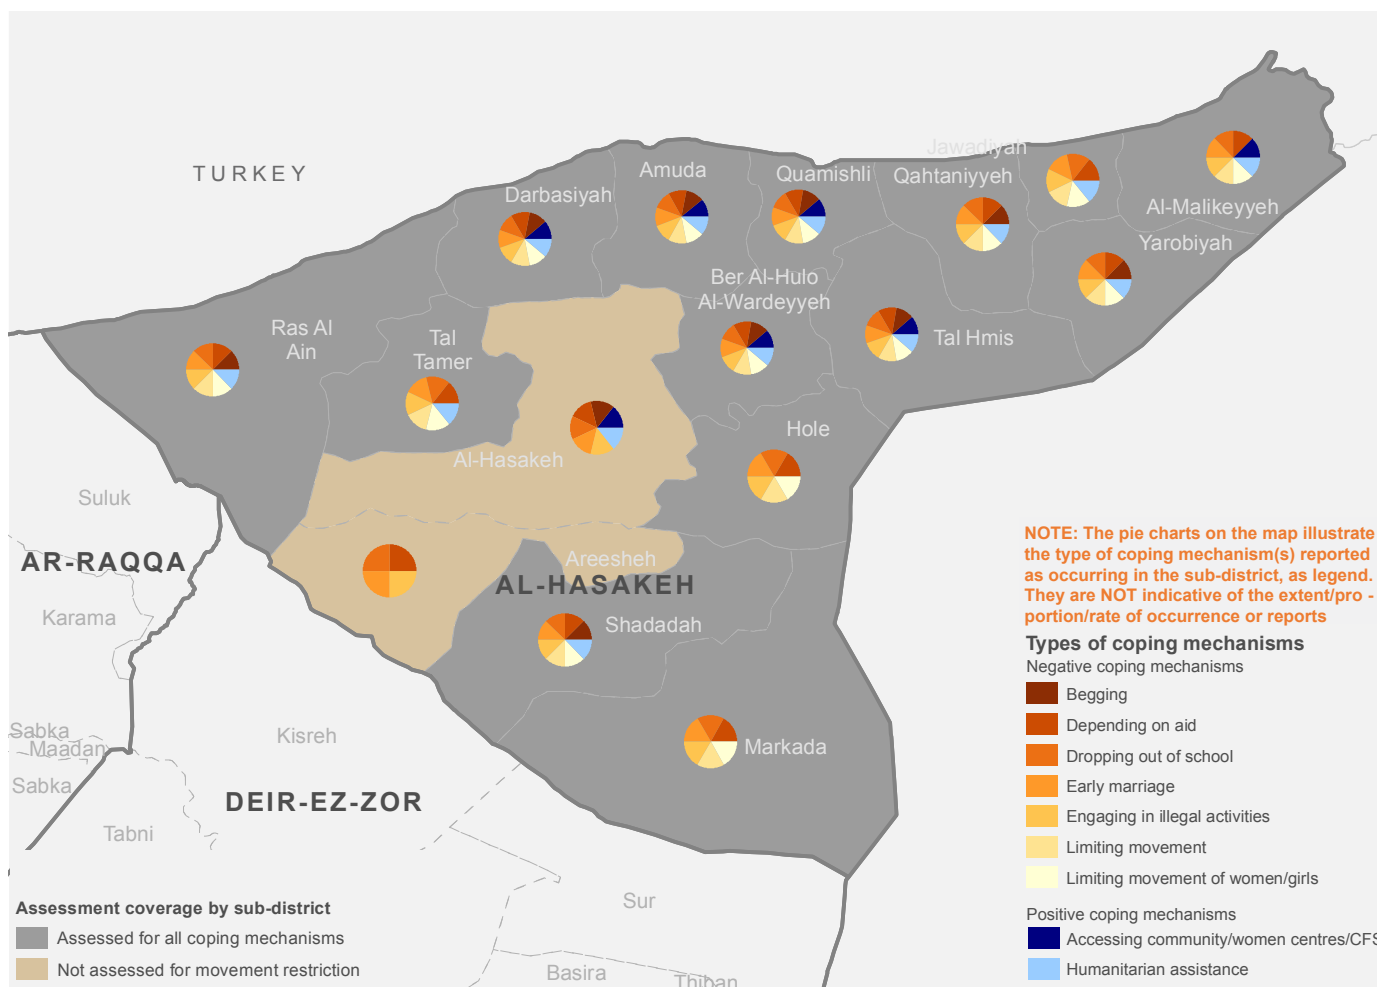 TURKEY
Jawadiyah
Amuda
Quamishli
Qahtaniyyeh
Darbasiyah
Al-Malikeyyeh
Yarobiyah
Ber Al-Hulo
Al-Wardeyyeh
Ras Al
Ain
Tal
Tamer
Tal Hmis
Hole
Al-Hasakeh
Suluk
AR-RAQQA
Areesheh
AL-HASAKEH
Karama
Shadadah
Sabka
Maadan
Kisreh
Markada
Sabka
DEIR-EZ-ZOR
Tabni
Sur
Basira
Thiban
NOTE: The pie charts on the map illustrate
the type of coping mechanism(s) reported
as occurring in the sub-district, as legend.
They are NOT indicative of the extent/pro -
portion/rate of occurrence or reports
Types of coping mechanisms
Negative coping mechanisms
Begging
Depending on aid
Dropping out of school
Early marriage
Engaging in illegal activities
Limiting movement
Limiting movement of women/girls
Positive coping mechanisms
Accessing community/women centres/CFS
Humanitarian assistance
Assessment coverage by sub-district
Assessed for all coping mechanisms
Not assessed for movement restriction